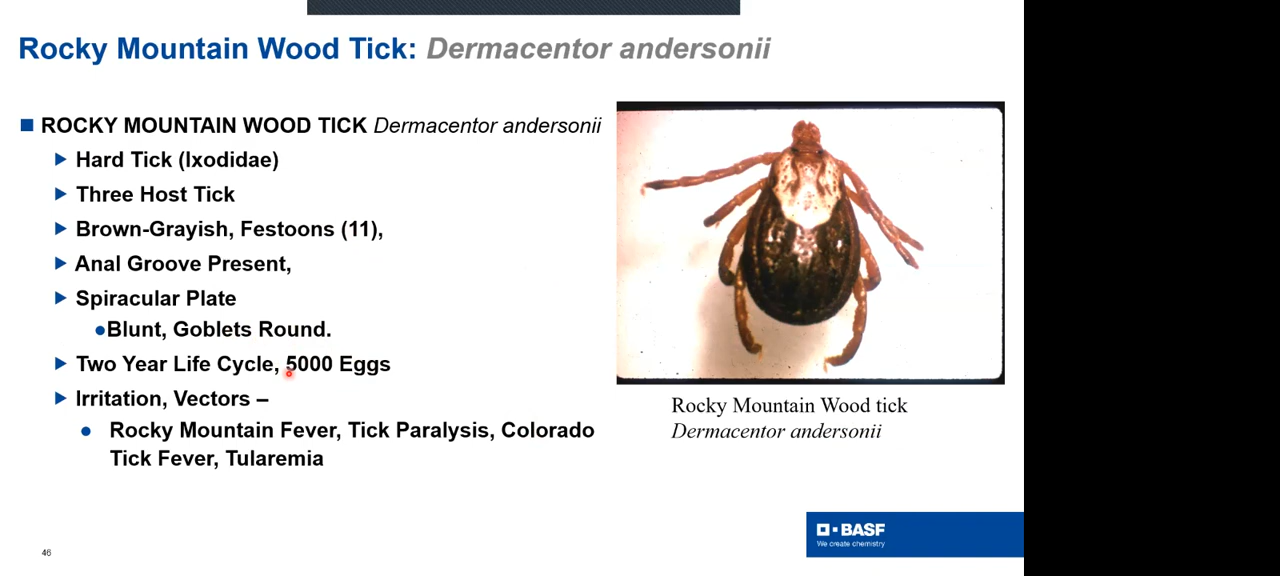 Rocky Mountain Wood Tick: Dermacentor andersonii
ROCKY MOUNTAIN WOOD TICK Dermacentor andersonii
Hard Tick (Ixodidae)
Three Host Tick
Brown-Grayish, Festoons (11),
Anal Groove Present,
Spiracular Plate
Blunt, Goblets Round.
Two Year Life Cycle, 5000 Eggs
Irritation, Vectors –
Rocky Mountain Fever, Tick Paralysis, Colorado
Tick Fever, Tularemia
Rocky Mountain Wood tick
Dermacentor andersonii
46
BASF
We create chemistry